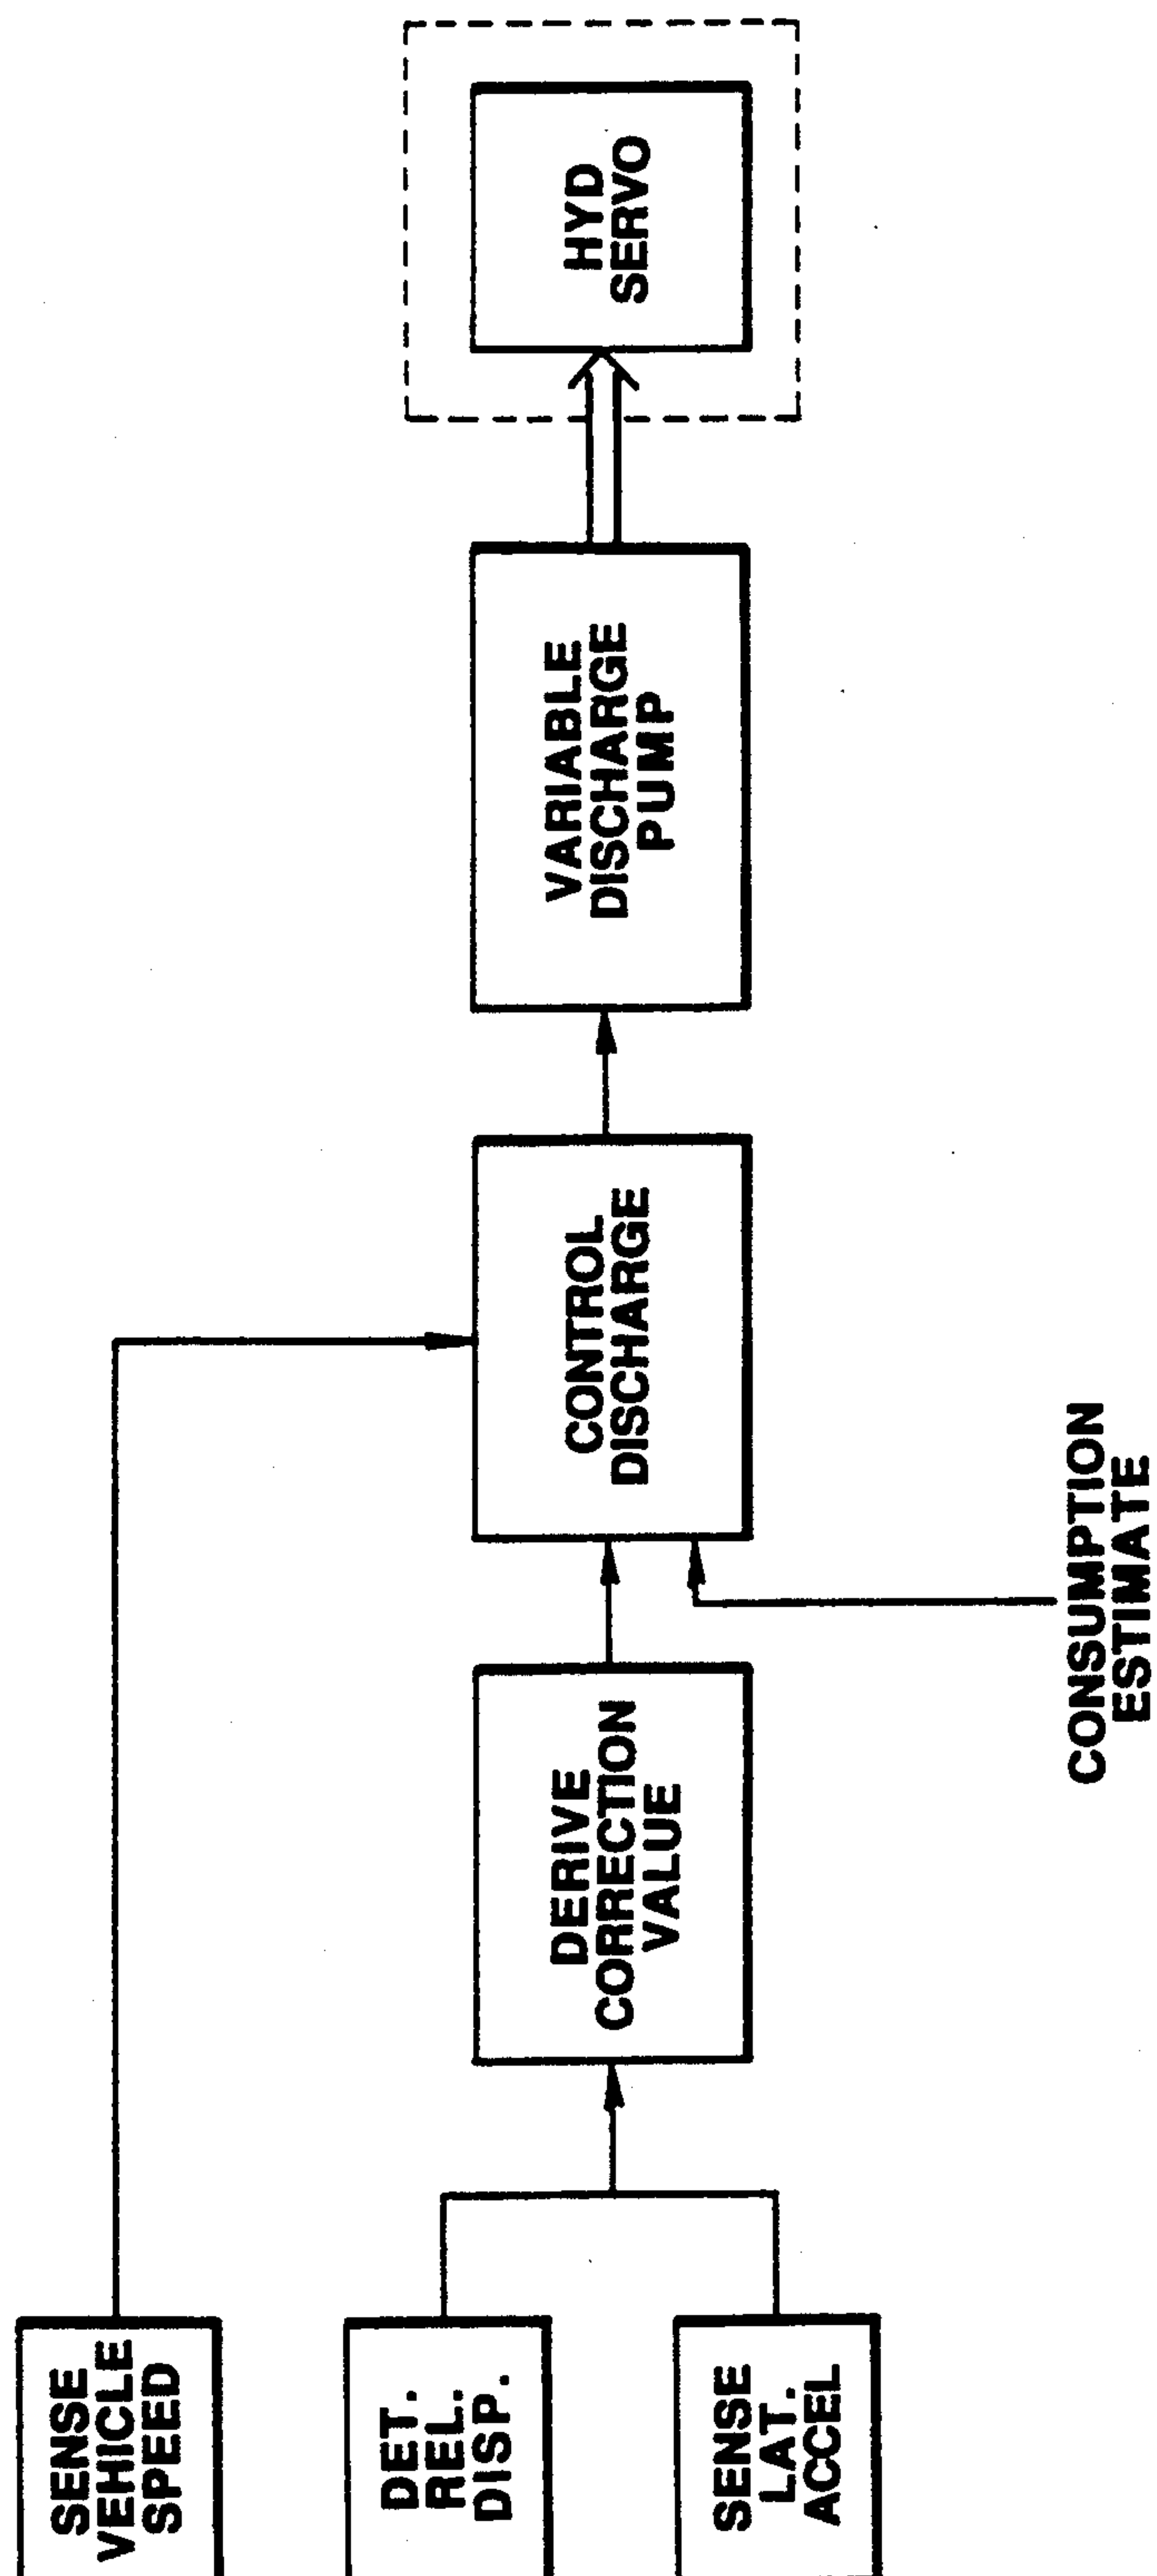 SENSE
VEHICLE
SPEED
DET.
REL.
DISP.
SENSE
LAT.
ACCEL
DERIVE
CORRECTION
VALUE
CONSUMPTION
ESTIMATE
CONTROL
DISCHARGE
VARIABLE
DISCHARGE
PUMP
HYD
SERVO